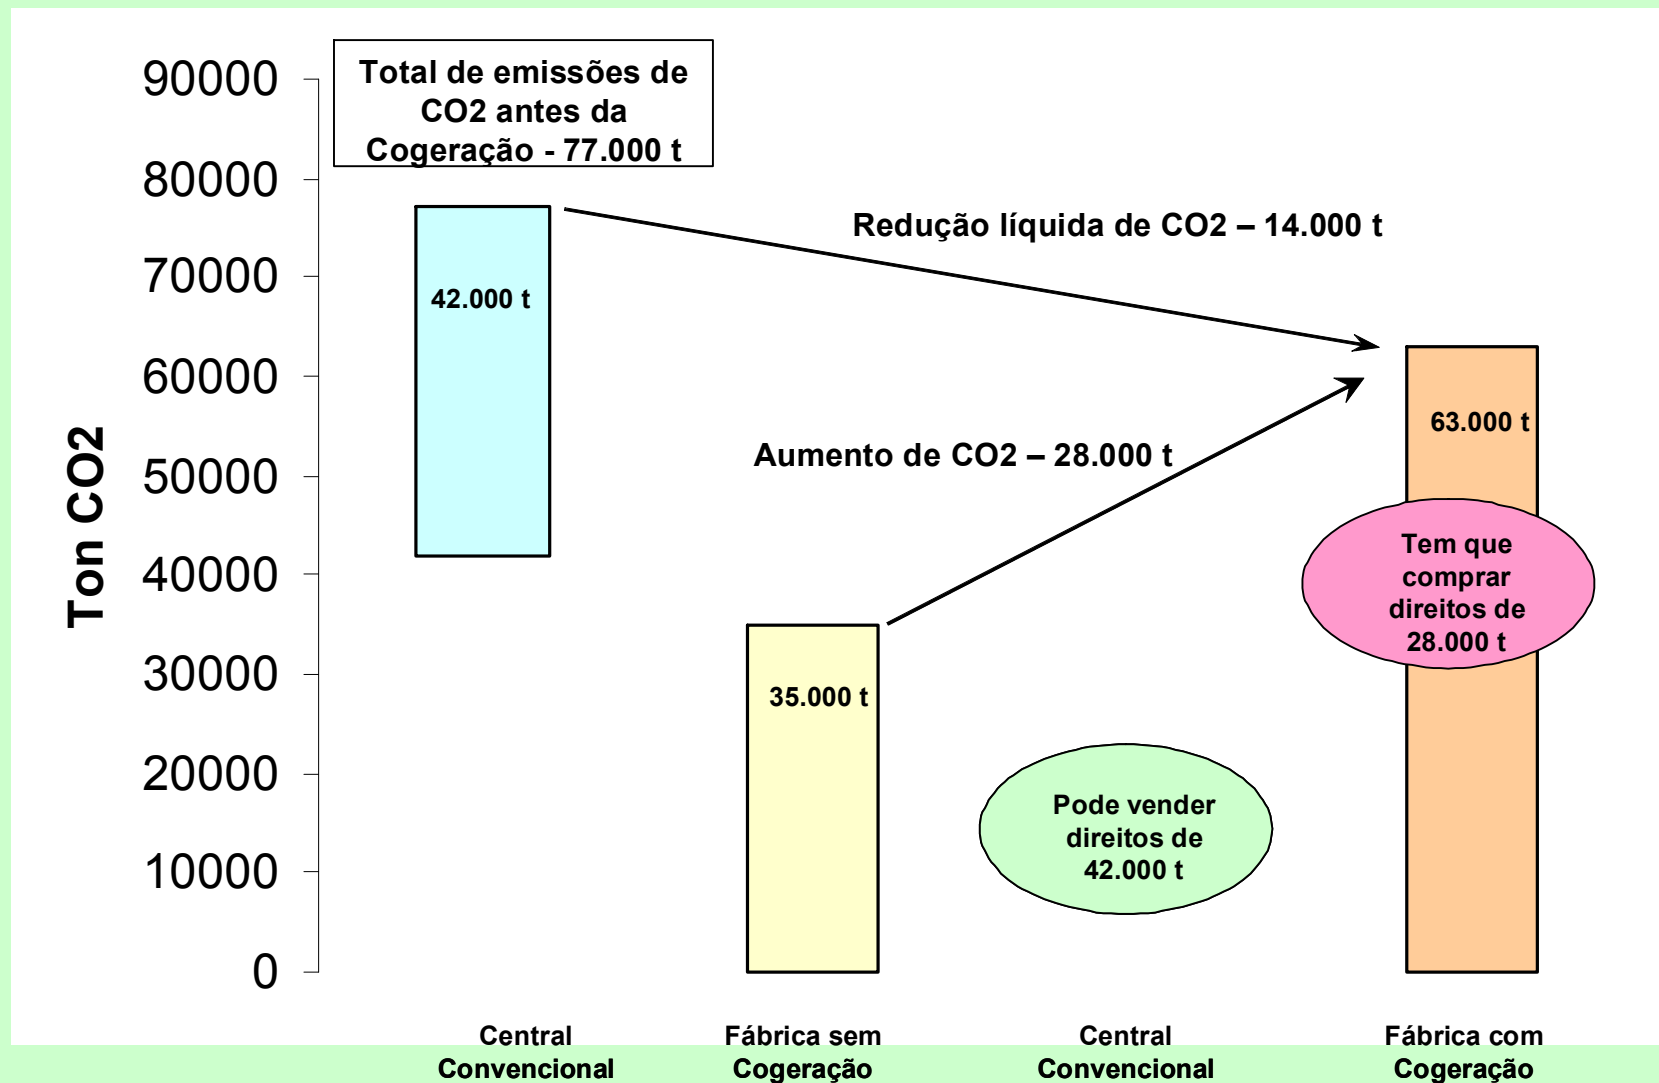 Total de emissões de
CO2 antes da
Cogeração - 77.000 t
90000
80000
70000
60000
50000
40000
30000
20000
10000
0
Ton CO2
Redução líquida de CO2 – 14.000 t
42.000 t
Aumento de CO2 – 28.000 t
63.000 t
Tem que
comprar
direitos de
28.000 t
35.000 t
Pode vender
direitos de
42.000 t
Central
Convencional
Fábrica sem
Cogeração
Central
Convencional
Fábrica com
Cogeração